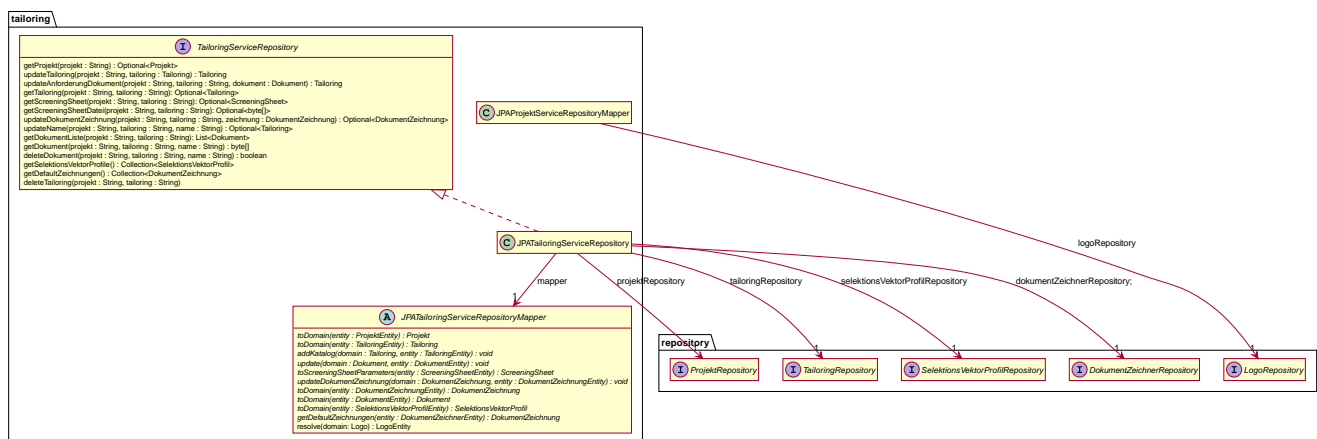 tailoring
I TailoringServiceRepository
getProjekt(projekt : String) : Optional<Projekt>
updateTailoring(projekt : String, tailoring : Tailoring) : Tailoring
updateAnforderungDokument(projekt : String, tailoring : String, dokument : Dokument) : Tailoring
getTailoring(projekt : String, tailoring : String): Optional<Tailoring>
getScreeningSheet(projekt : String, tailoring : String): Optional<ScreeningSheet>
getScreeningSheetDatei(projekt : String, tailoring : String): Optional<byte[]>
updateDokumentZeichnung(projekt : String, tailoring : String, zeichnung : DokumentZeichnung) : Optional<DokumentZeichnung>
updateName(projekt : String, tailoring : String, name : String) : Optional<Tailoring>
getDokumentListe(projekt : String, tailoring : String): List<Dokument>
getDokument(projekt : String, tailoring : String, name : String) : byte[]
deleteDokument(projekt : String, tailoring : String, name : String) : boolean
getSelektionsVektorProfile() : Collection<SelektionsVektorProfil>
getDefaultZeichnungen() : Collection<DokumentZeichnung>
deleteTailoring(projekt : String, tailoring : String)
C JPAProjektServiceRepositoryMapper
C JPATailoringServiceRepository
logoRepository
mapper
projektRepository
tailoringRepository
selektionsVektorProfilRepository
dokumentZeichnerRepository;
1
A JPATailoringServiceRepositoryMapper
toDomain(entity : ProjektEntity) : Projekt
toDomain(entity : TailoringEntity) : Tailoring
addKatalog(domain : Tailoring, entity : TailoringEntity) : void
update(domain : Dokument, entity : DokumentEntity) : void
toScreeningSheetParameters(entity : ScreeningSheetEntity) : ScreeningSheet
updateDokumentZeichnung(domain : DokumentZeichnung, entity : DokumentZeichnungEntity) : void
toDomain(entity : DokumentZeichnungEntity) : DokumentZeichnung
toDomain(entity : DokumentEntity) : Dokument
toDomain(entity : SelektionsVektorProfilEntity) : SelektionsVektorProfil
getDefaultZeichnungen(entity : DokumentZeichnerEntity) : DokumentZeichnung
resolve(domain: Logo) : LogoEntity
repository
1
1
1
1
1
I ProjektRepository
I TailoringRepository
I SelektionsVektorProfilRepository
I DokumentZeichnerRepository
I LogoRepository